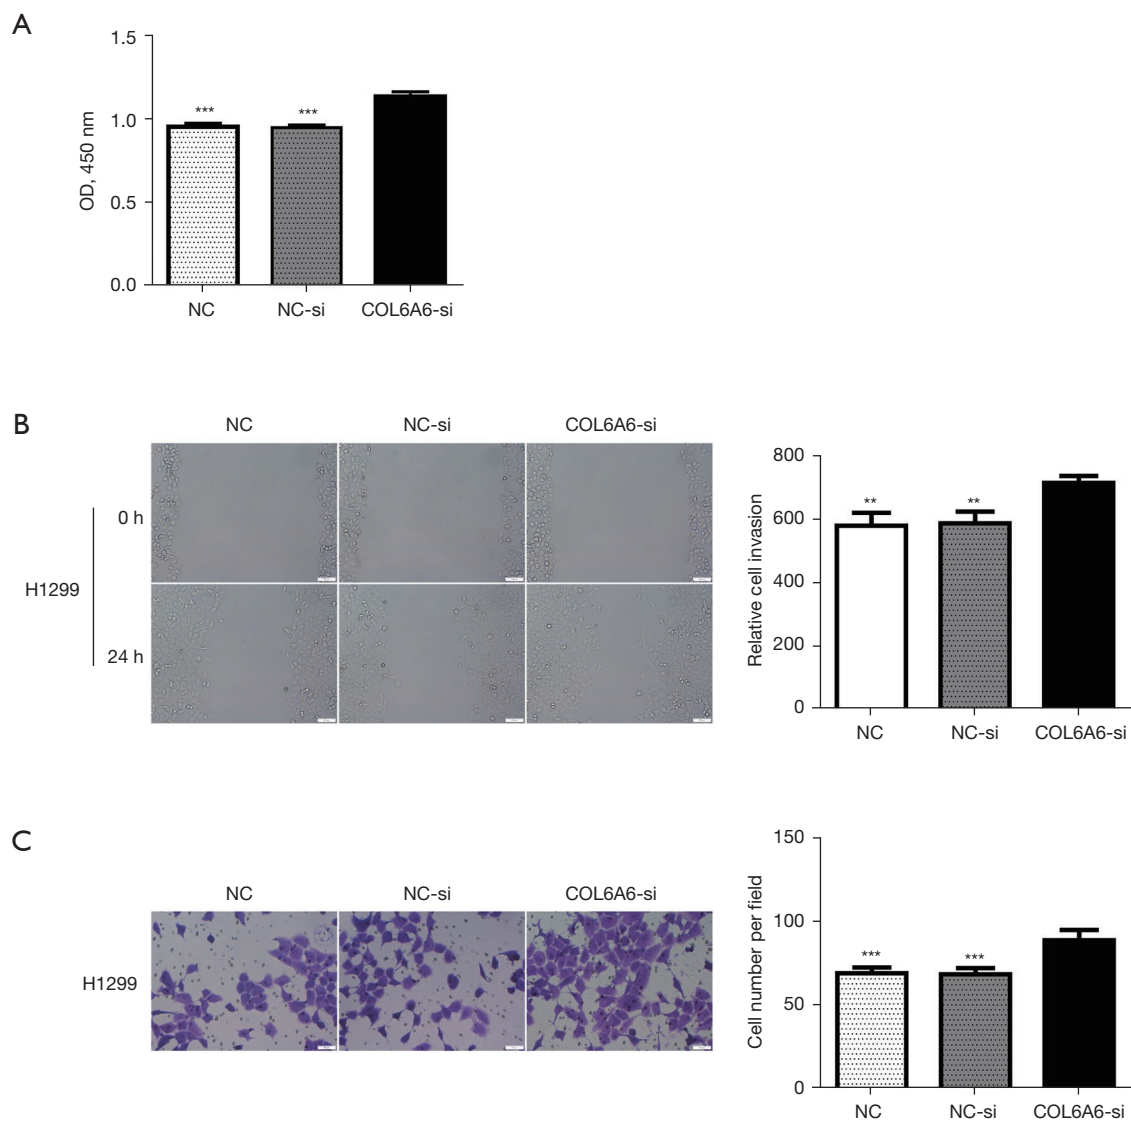 A
1.5
1.0
0.5
0.0
OD, 450 nm
***
***
NC
NC-si
COL6A6-si
B
NC
NC-si
COL6A6-si
H1299
0 h
24 h
800
600
400
200
0
Relative cell invasion
**
**
NC
NC-si
COL6A6-si
C
NC
NC-si
COL6A6-si
H1299
150
100
50
0
Cell number per field
***
***
NC
NC-si
COL6A6-si